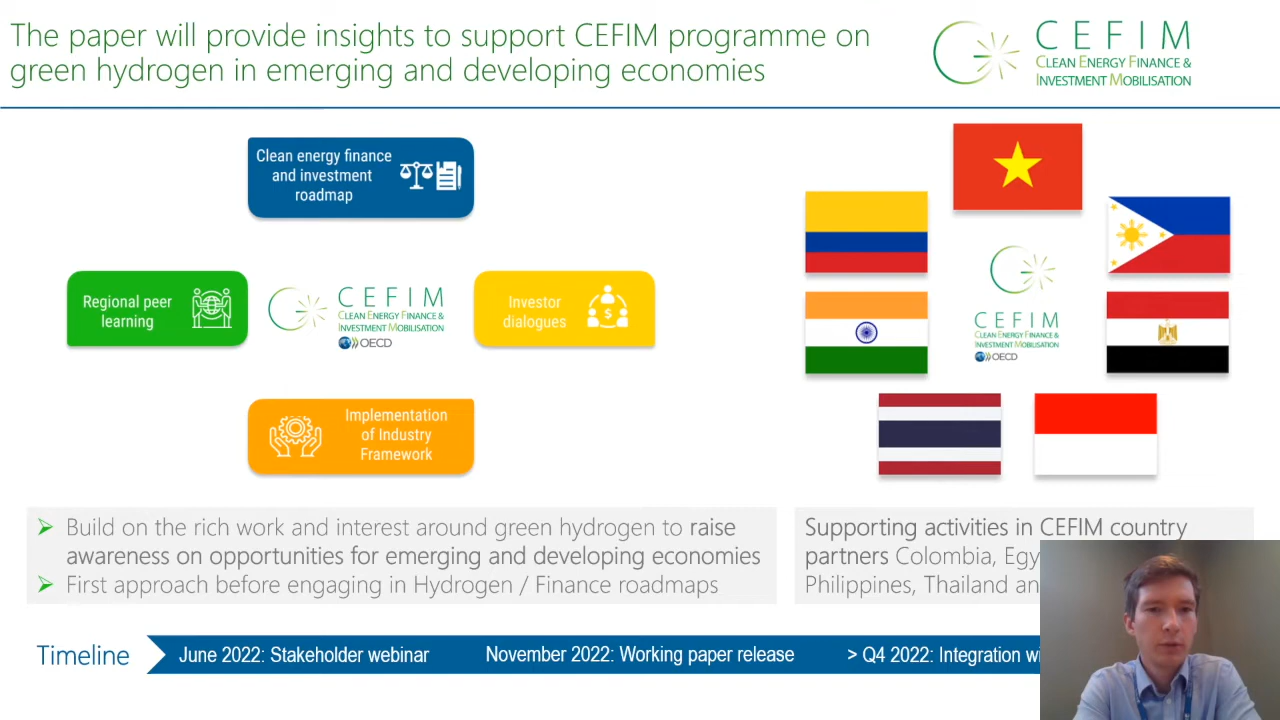 The paper will provide insights to support CEFIM programme on
green hydrogen in emerging and developing economies
CEFIM
CLEAN ENERGY FINANCE &
INVESTMENT MOBILISATION
Clean energy finance
and investment
roadmap
Regional peer
learning
CEFIM
CLEAN ENERGY FINANCE &
INVESTMENT MOBILISATION
OECD
Investor
dialogues
Implementation
of Industry
Framework
CEFIM
CLEAN ENERGY FINANCE &
INVESTMENT MOBILISATION
OECD
➢ Build on the rich work and interest around green hydrogen to raise
awareness on opportunities for emerging and developing economies
➢ First approach before engaging in Hydrogen / Finance roadmaps
Supporting activities in CEFIM country
partners Colombia,
Philippines, Thailand
Timeline
June 2022: Stakeholder webinar
November 2022: Working paper release
> Q4 2022: Integration